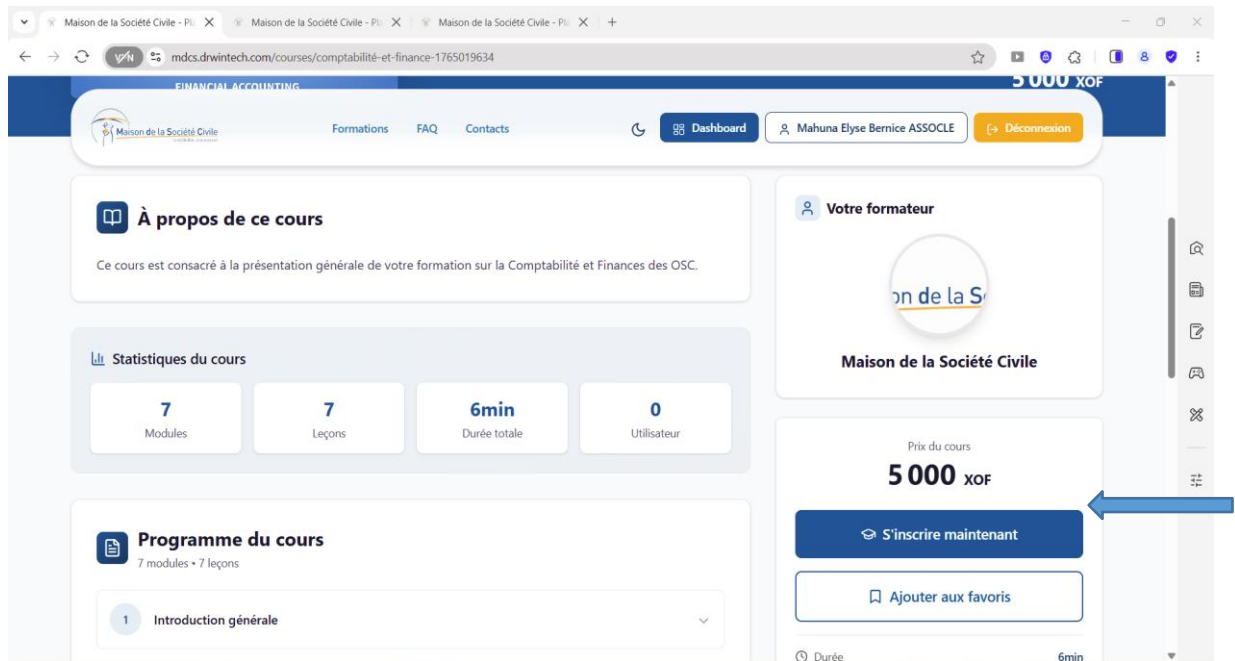 Maison de la Société Civile - Pl
Maison de la Société Civile - Pl
Maison de la Société Civile - Pl
VPN
mdcs.drwintech.com/courses/comptabilité-et-finance-1765019634
FINANCIAL ACCOUNTING
5 000 XOF
Maison de la Société Civile
Formations
FAQ
Contacts
Dashboard
Mahuna Elyse Bernice ASSOCLE
Déconnexion
À propos de ce cours
Ce cours est consacré à la présentation générale de votre formation sur la Comptabilité et Finances des OSC.
Statistiques du cours
7
Modules
7
Leçons
6min
Durée totale
0
Utilisateur
Programme du cours
7 modules • 7 leçons
1 Introduction générale
Votre formateur
on de la S
Maison de la Société Civile
Prix du cours
5 000 XOF
S'inscrire maintenant
Ajouter aux favoris
Durée 6min